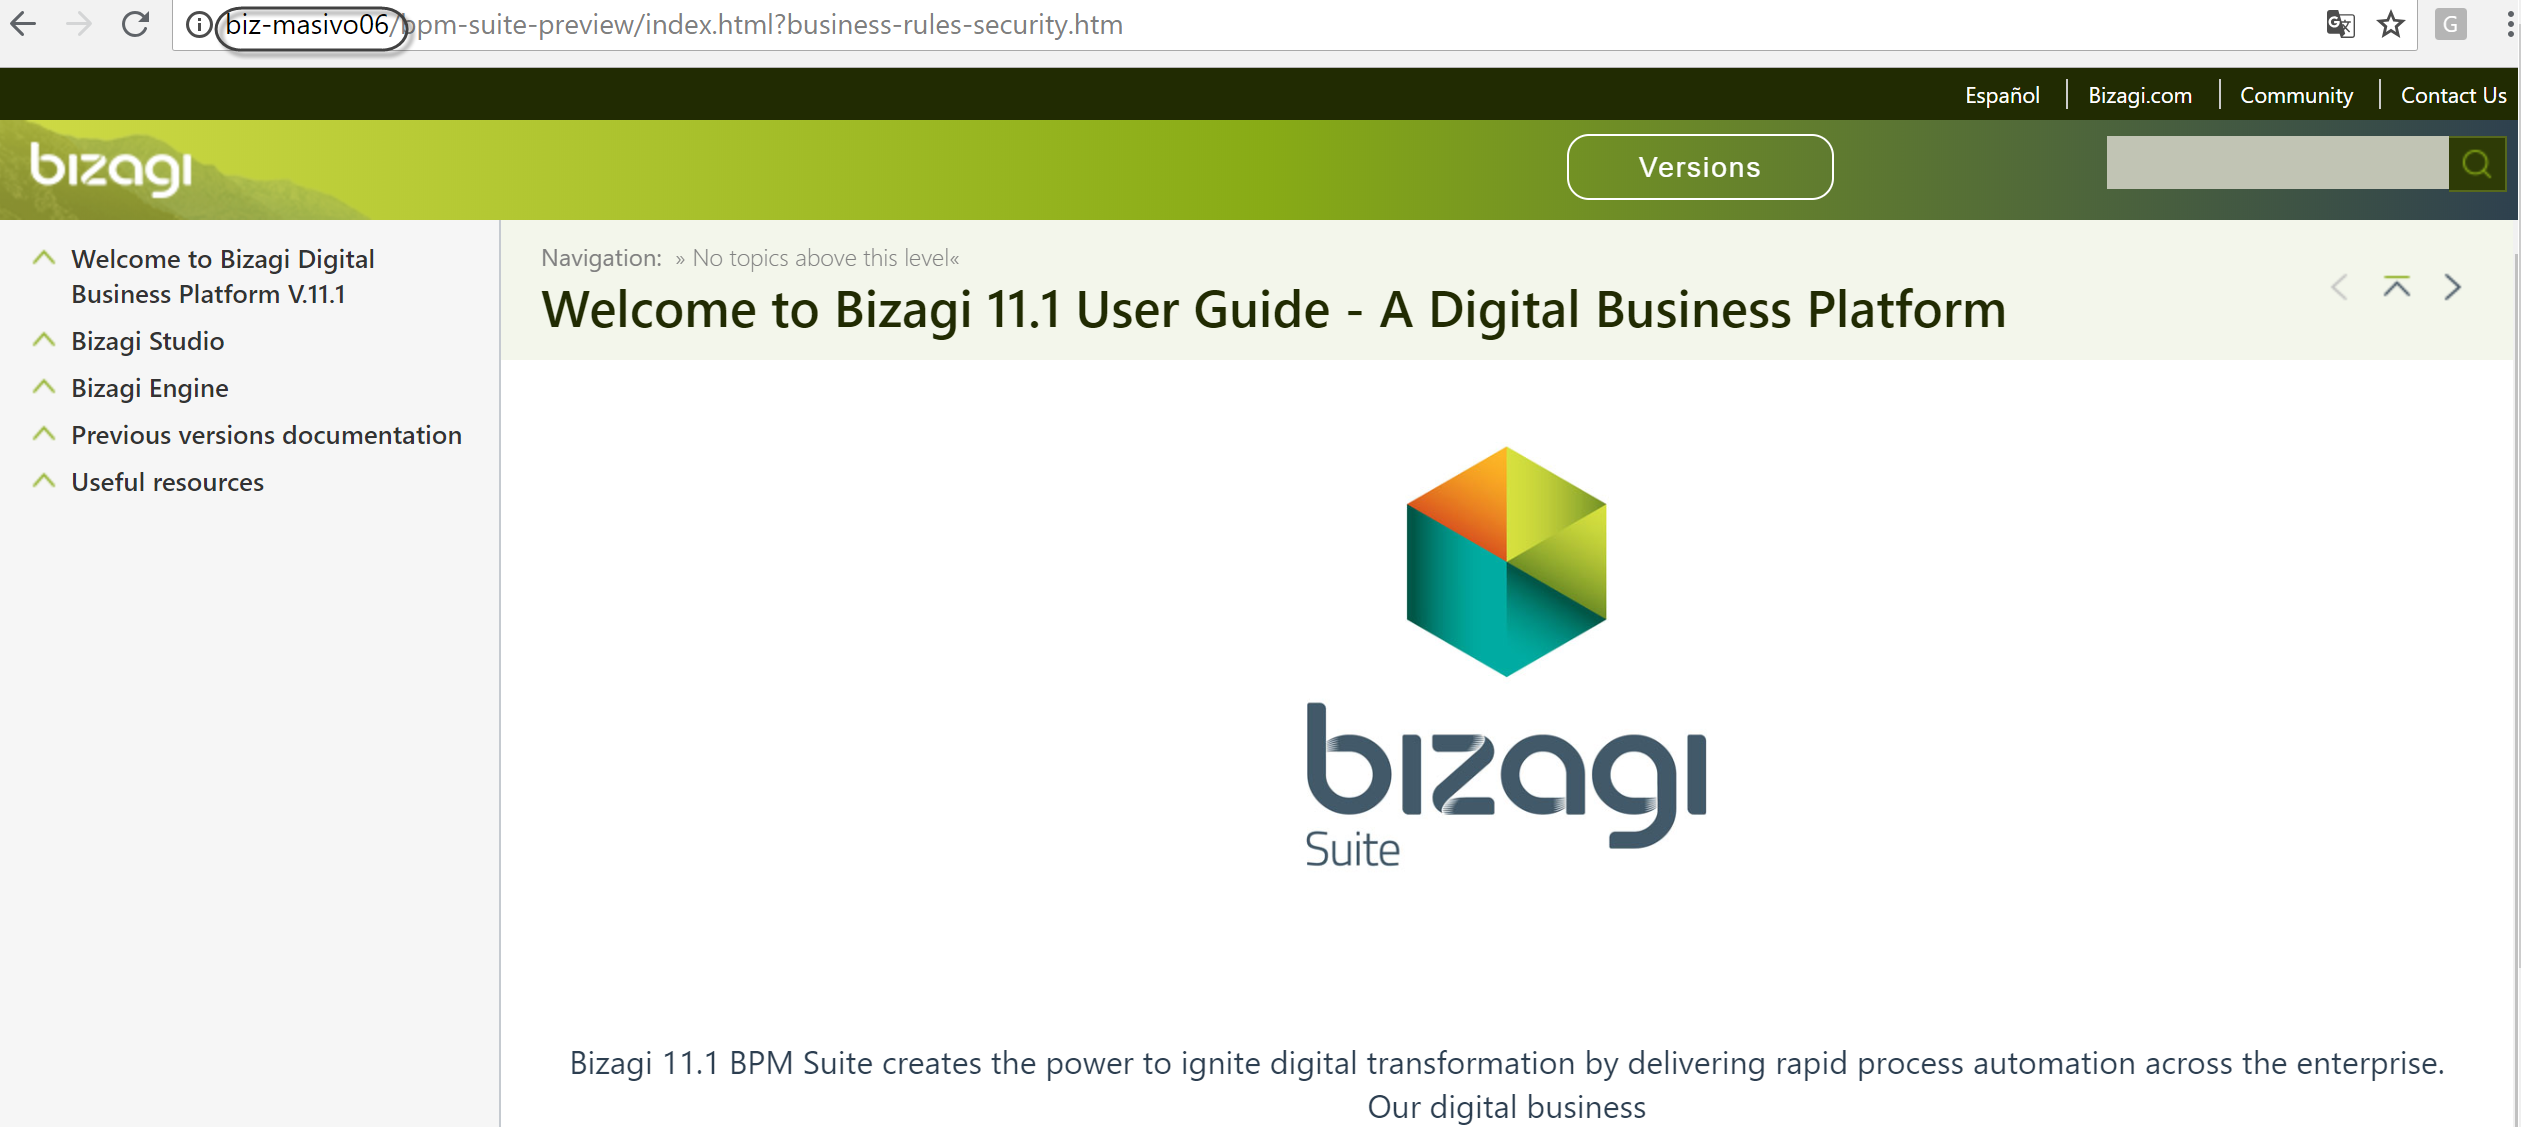 biz-masivo06/bpm-suite-preview/index.html?business-rules-security.htm
G
Español Bizagi.com Community Contact Us
bizagi
Versions
Welcome to Bizagi Digital
Business Platform V.11.1
Bizagi Studio
Bizagi Engine
Previous versions documentation
Useful resources
Navigation: » No topics above this level«
Welcome to Bizagi 11.1 User Guide - A Digital Business Platform
bizagi
Suite
Bizagi 11.1 BPM Suite creates the power to ignite digital transformation by delivering rapid process automation across the enterprise.
Our digital business